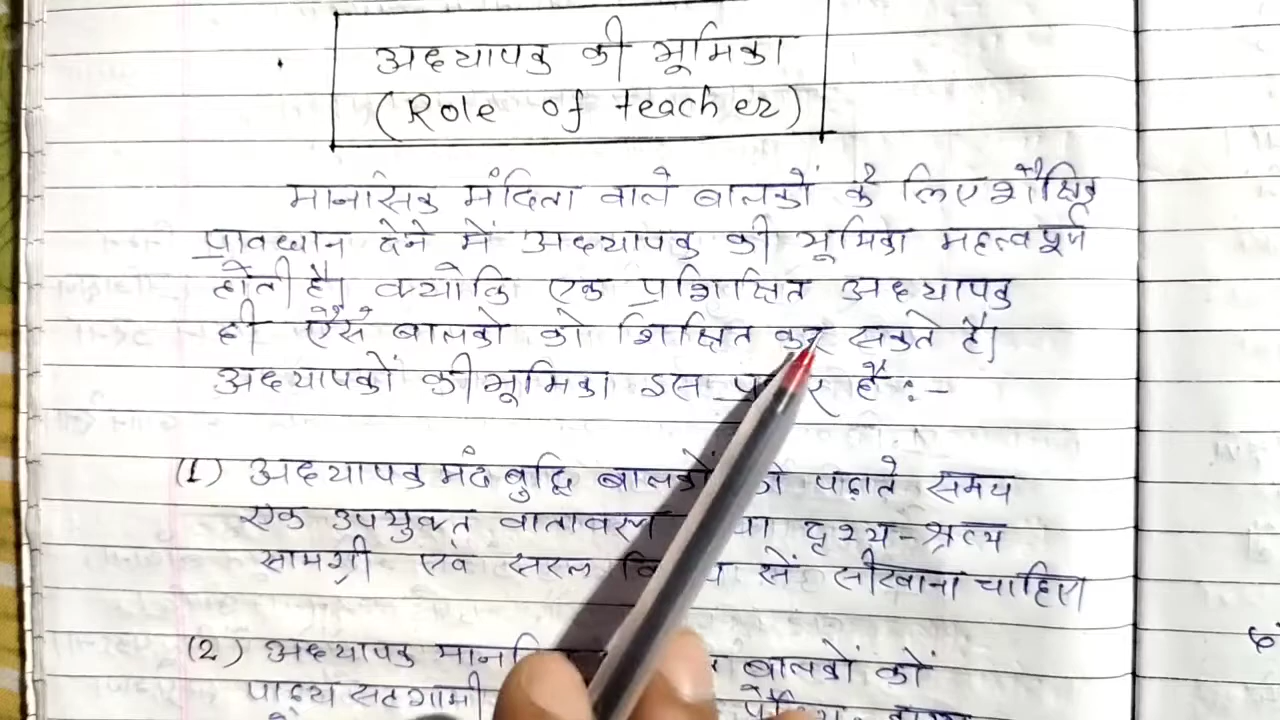 अध्यापक की भूमिका
(Role of teacher)
मानसिक मंदिता वाले बालकों के लिए शैक्षिक
प्रावधान देने में अध्यापक की भूमिका महत्वपूर्ण
होती है। क्योकि एक प्रशिक्षित अध्यापक
ही ऐसे बालको को शिक्षित कर सकते है।
अध्यापकों की भूमिका इस है :-
(1) अध्यापक मंद बुद्धि बालकों को पढ़ाते समय
एक उपयुक्त वातावरण दृश्य-श्रव्य
सामग्री एवं सरल सें सीखाना चाहिए
(2) अध्यापक बालकों कों
पाठ्य सहगामी